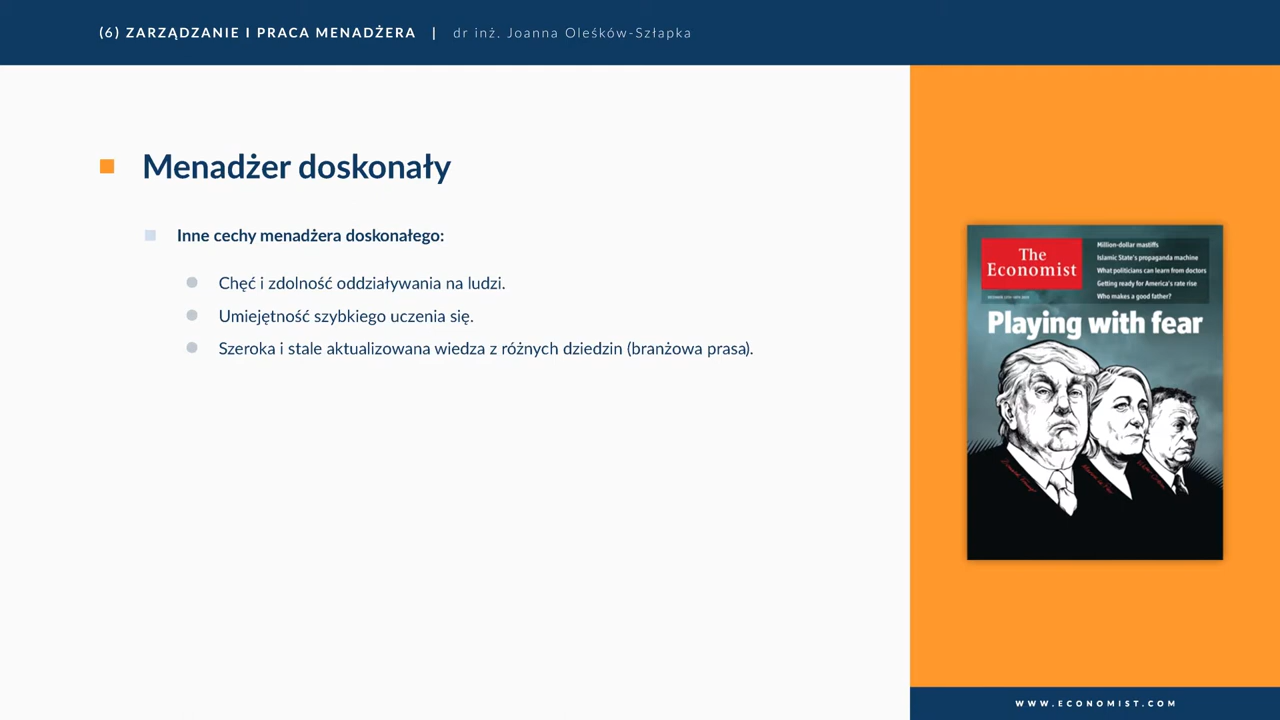 (6) ZARZĄDZANIE I PRACA MENADŻERA | dr inż. Joanna Oleśków-Szłapka
Menadżer doskonały
Inne cechy menadżera doskonałego:
Chęć i zdolność oddziaływania na ludzi.
Umiejętność szybkiego uczenia się.
Szeroka i stale aktualizowana wiedza z różnych dziedzin (branżowa prasa).
The
Economist
Million-dollar mastiffs
Islamic State's propaganda machine
What politicians can learn from doctors
Getting ready for America's rate rise
Who makes a good father?
Playing with fear
WWW.ECONOMIST.COM